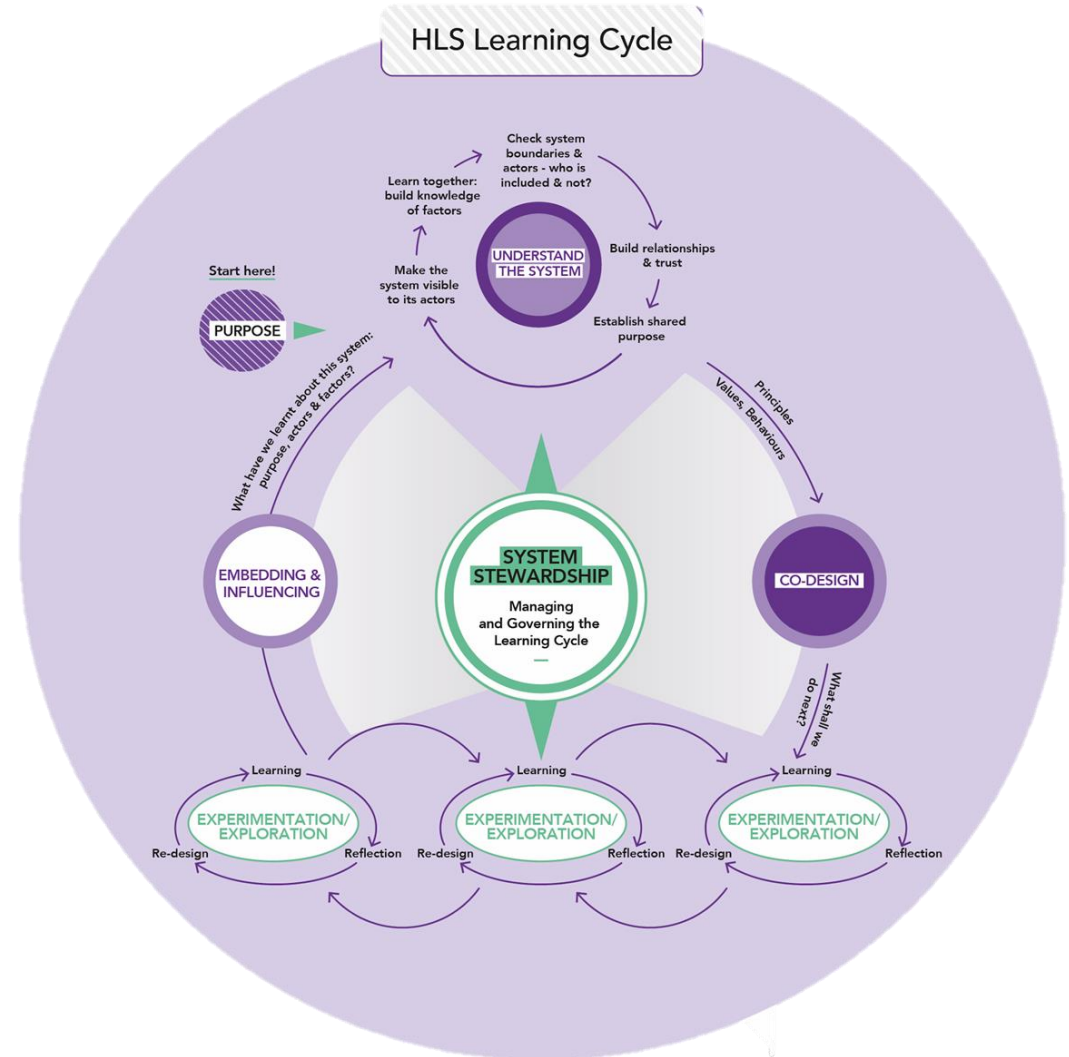 HLS Learning Cycle
Check system
boundaries &
actors - who is
included & not?
Learn together:
build knowledge
of factors
UNDERSTAND
THE SYSTEM
Build relationships
& trust
Make the
system visible
to its actors
Establish shared
purpose
Start here!
PURPOSE
What have we learnt about this system:
purpose, actors & factors?
Principles
Values, Behaviours
SYSTEM
STEWARDSHIP
Managing
and Governing the
Learning Cycle
EMBEDDING &
INFLUENCING
CO-DESIGN
What shall we
do next?
Learning
EXPERIMENTATION/
EXPLORATION
Re-design
Reflection
Learning
EXPERIMENTATION/
EXPLORATION
Re-design
Reflection
Learning
EXPERIMENTATION/
EXPLORATION
Re-design
Reflection